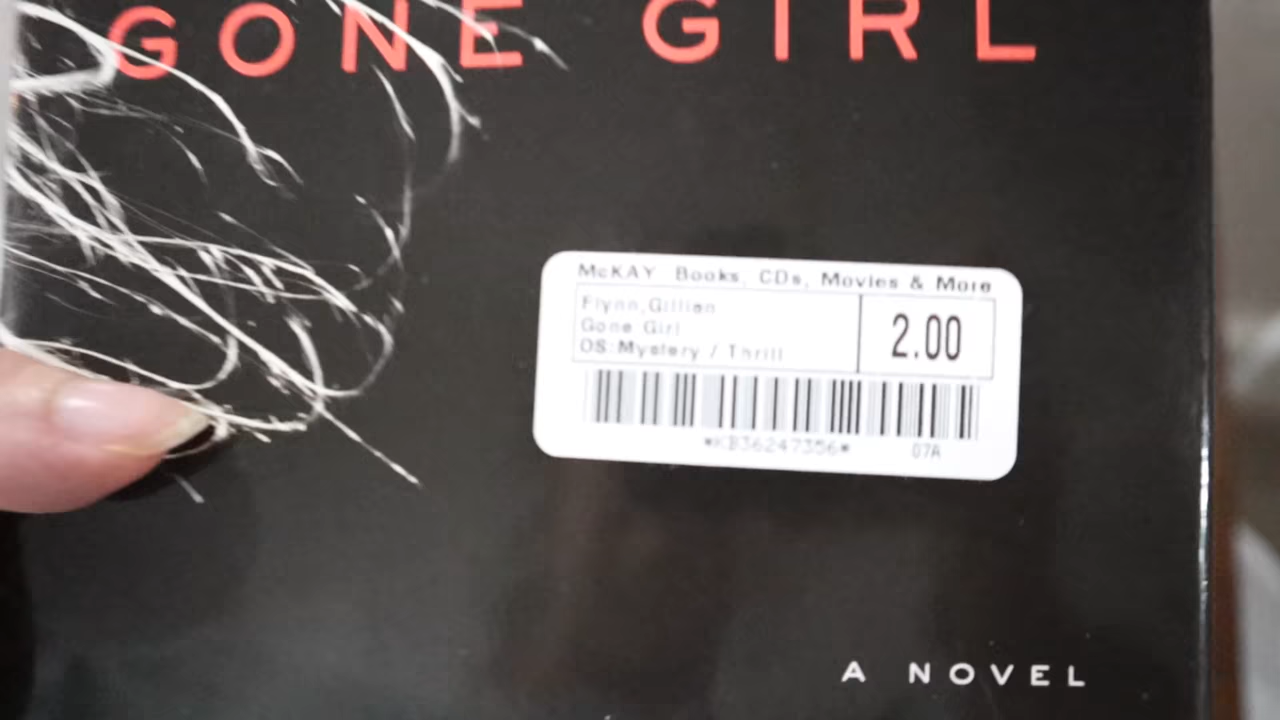 GONE GIRL
McKAY Books, CDs, Movies & More
Flynn,Gillian
Gone Girl
2.00
OS:Mystery / Thrill
*KB36247356* 07A
A NOVEL